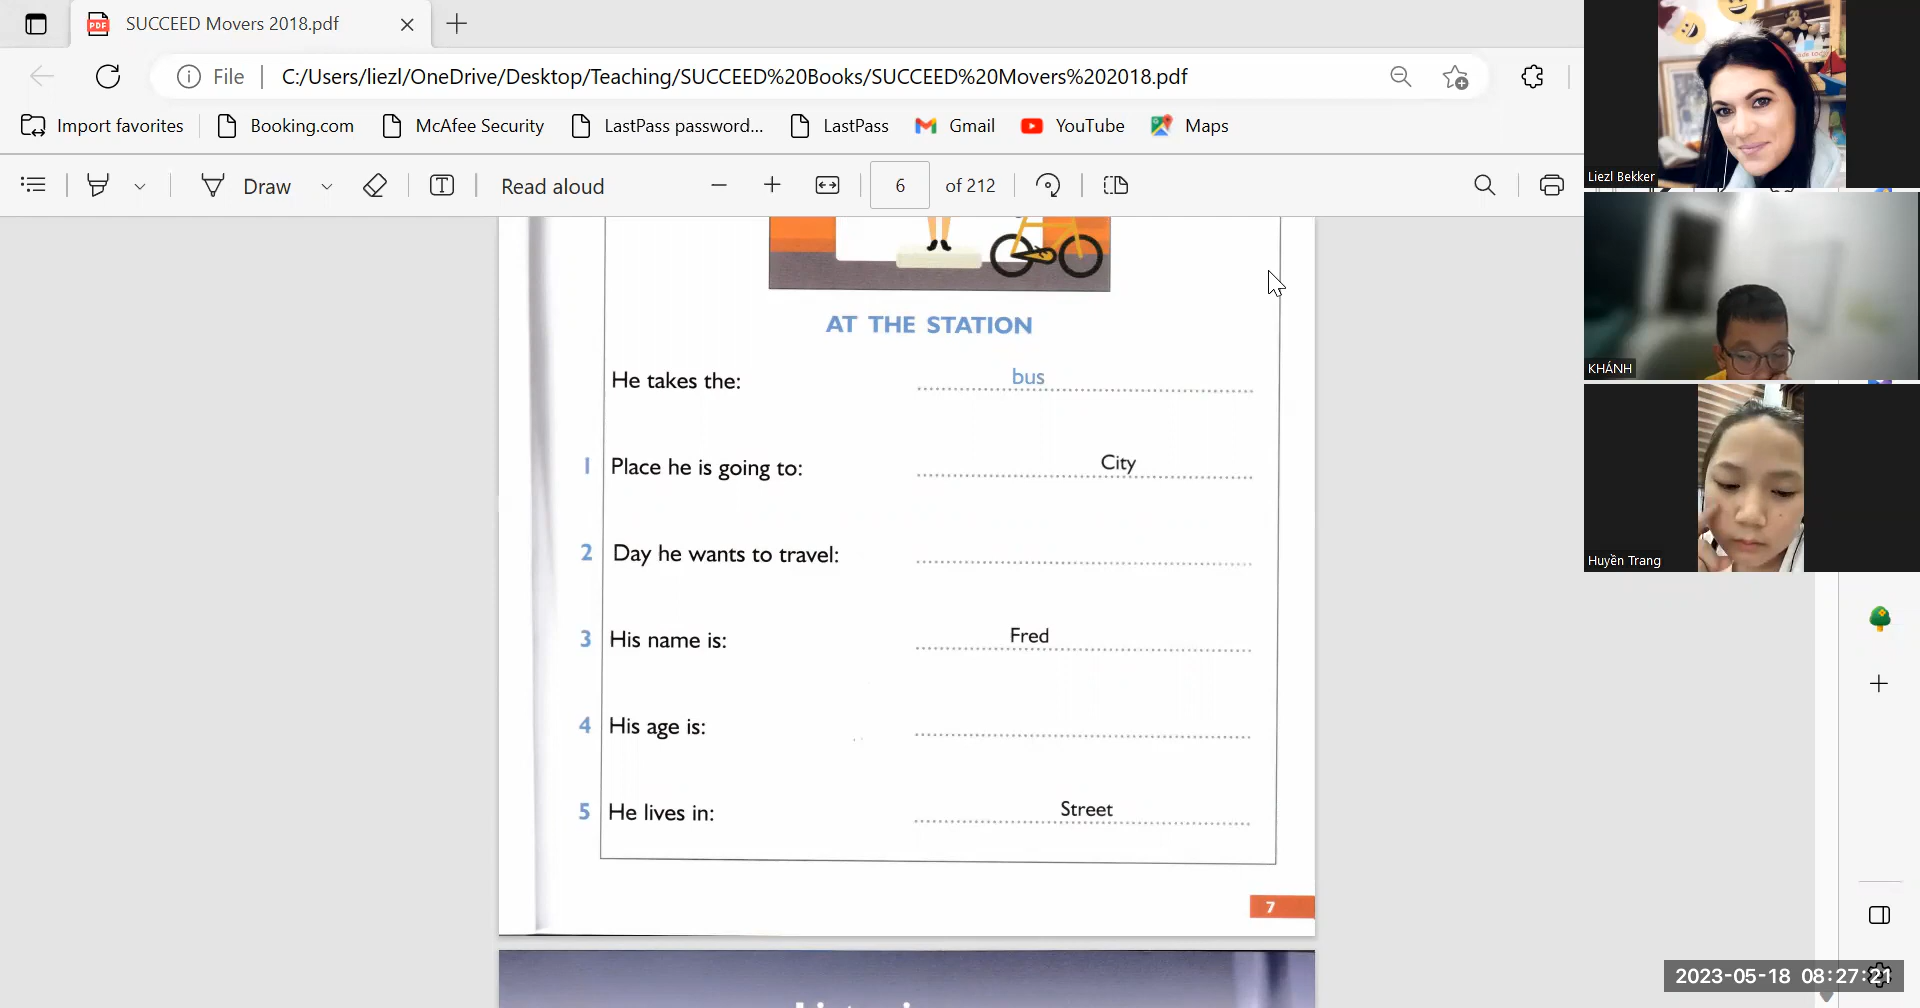 SUCCEED Movers 2018.pdf
File
C:/Users/liezl/OneDrive/Desktop/Teaching/SUCCEED%20Books/SUCCEED%20Movers%202018.pdf
Import favorites
Booking.com
McAfee Security
LastPass password...
LastPass
Gmail
YouTube
Maps
Draw
Read aloud
6
of 212
Liezl Bekker
KHÁNH
Huyền Trang
AT THE STATION
He takes the: bus
1 Place he is going to: City
2 Day he wants to travel:
3 His name is: Fred
4 His age is:
5 He lives in: Street
7
2023-05-18 08:27:21